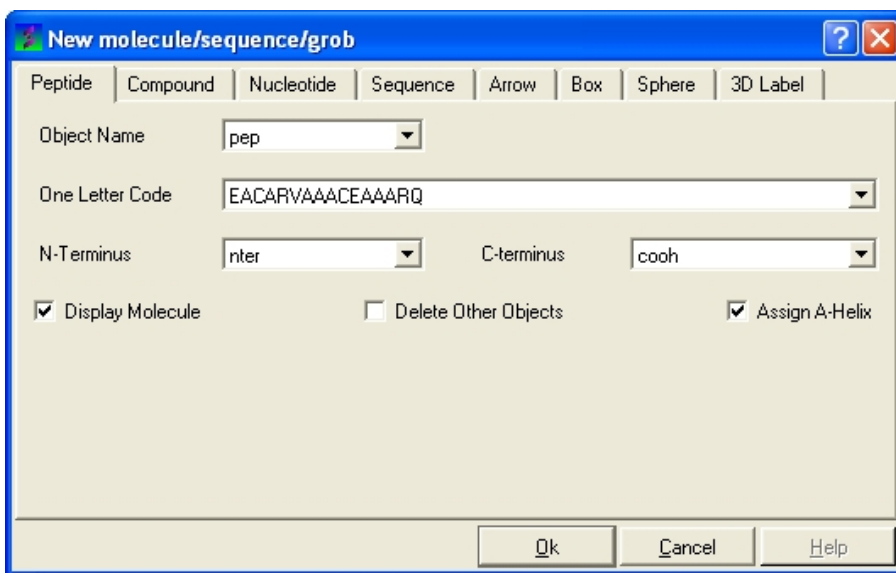 New molecule/sequence/grob
Peptide Compound Nucleotide Sequence Arrow Box Sphere 3D Label
Object Name pep
One Letter Code EACARVAAACEAAARQ
N-Terminus nter C-terminus cooh
Display Molecule Delete Other Objects Assign A-Helix
Ok Cancel Help